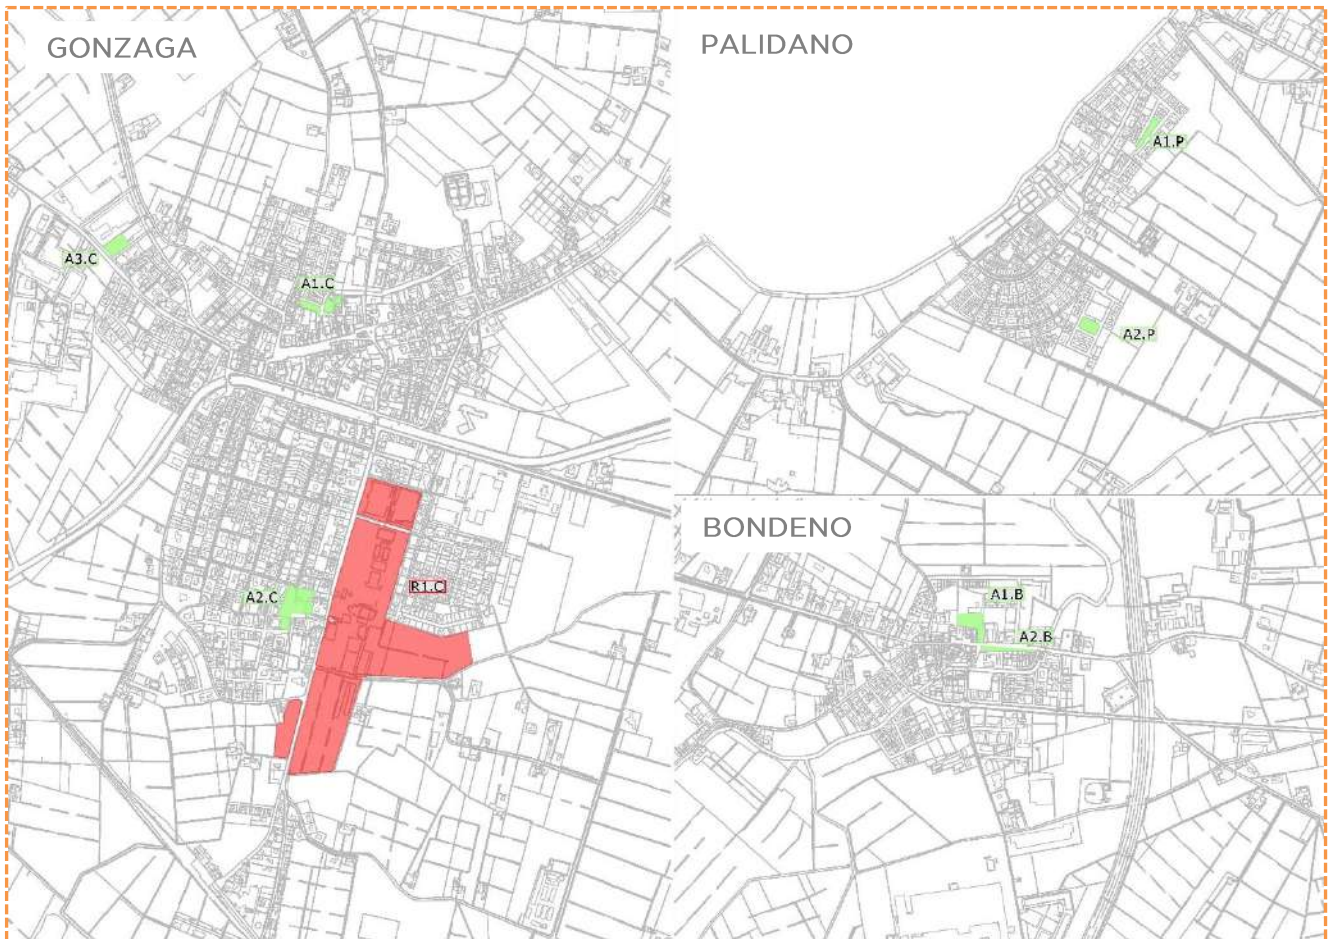 GONZAGA
A3.C
A1.C
A2.C
R1.C
PALIDANO
A1.P
A2.P
BONDENO
A1.B
A2.B